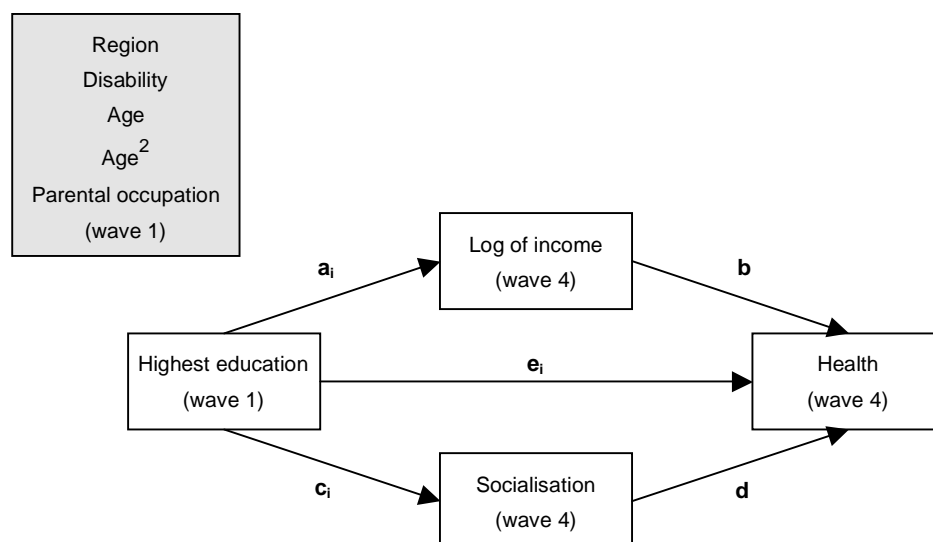 Region
Disability
Age
Age²
Parental occupation
(wave 1)
Log of income
(wave 4)
aᵢ
b
Highest education
(wave 1)
eᵢ
Health
(wave 4)
cᵢ
Socialisation
(wave 4)
d